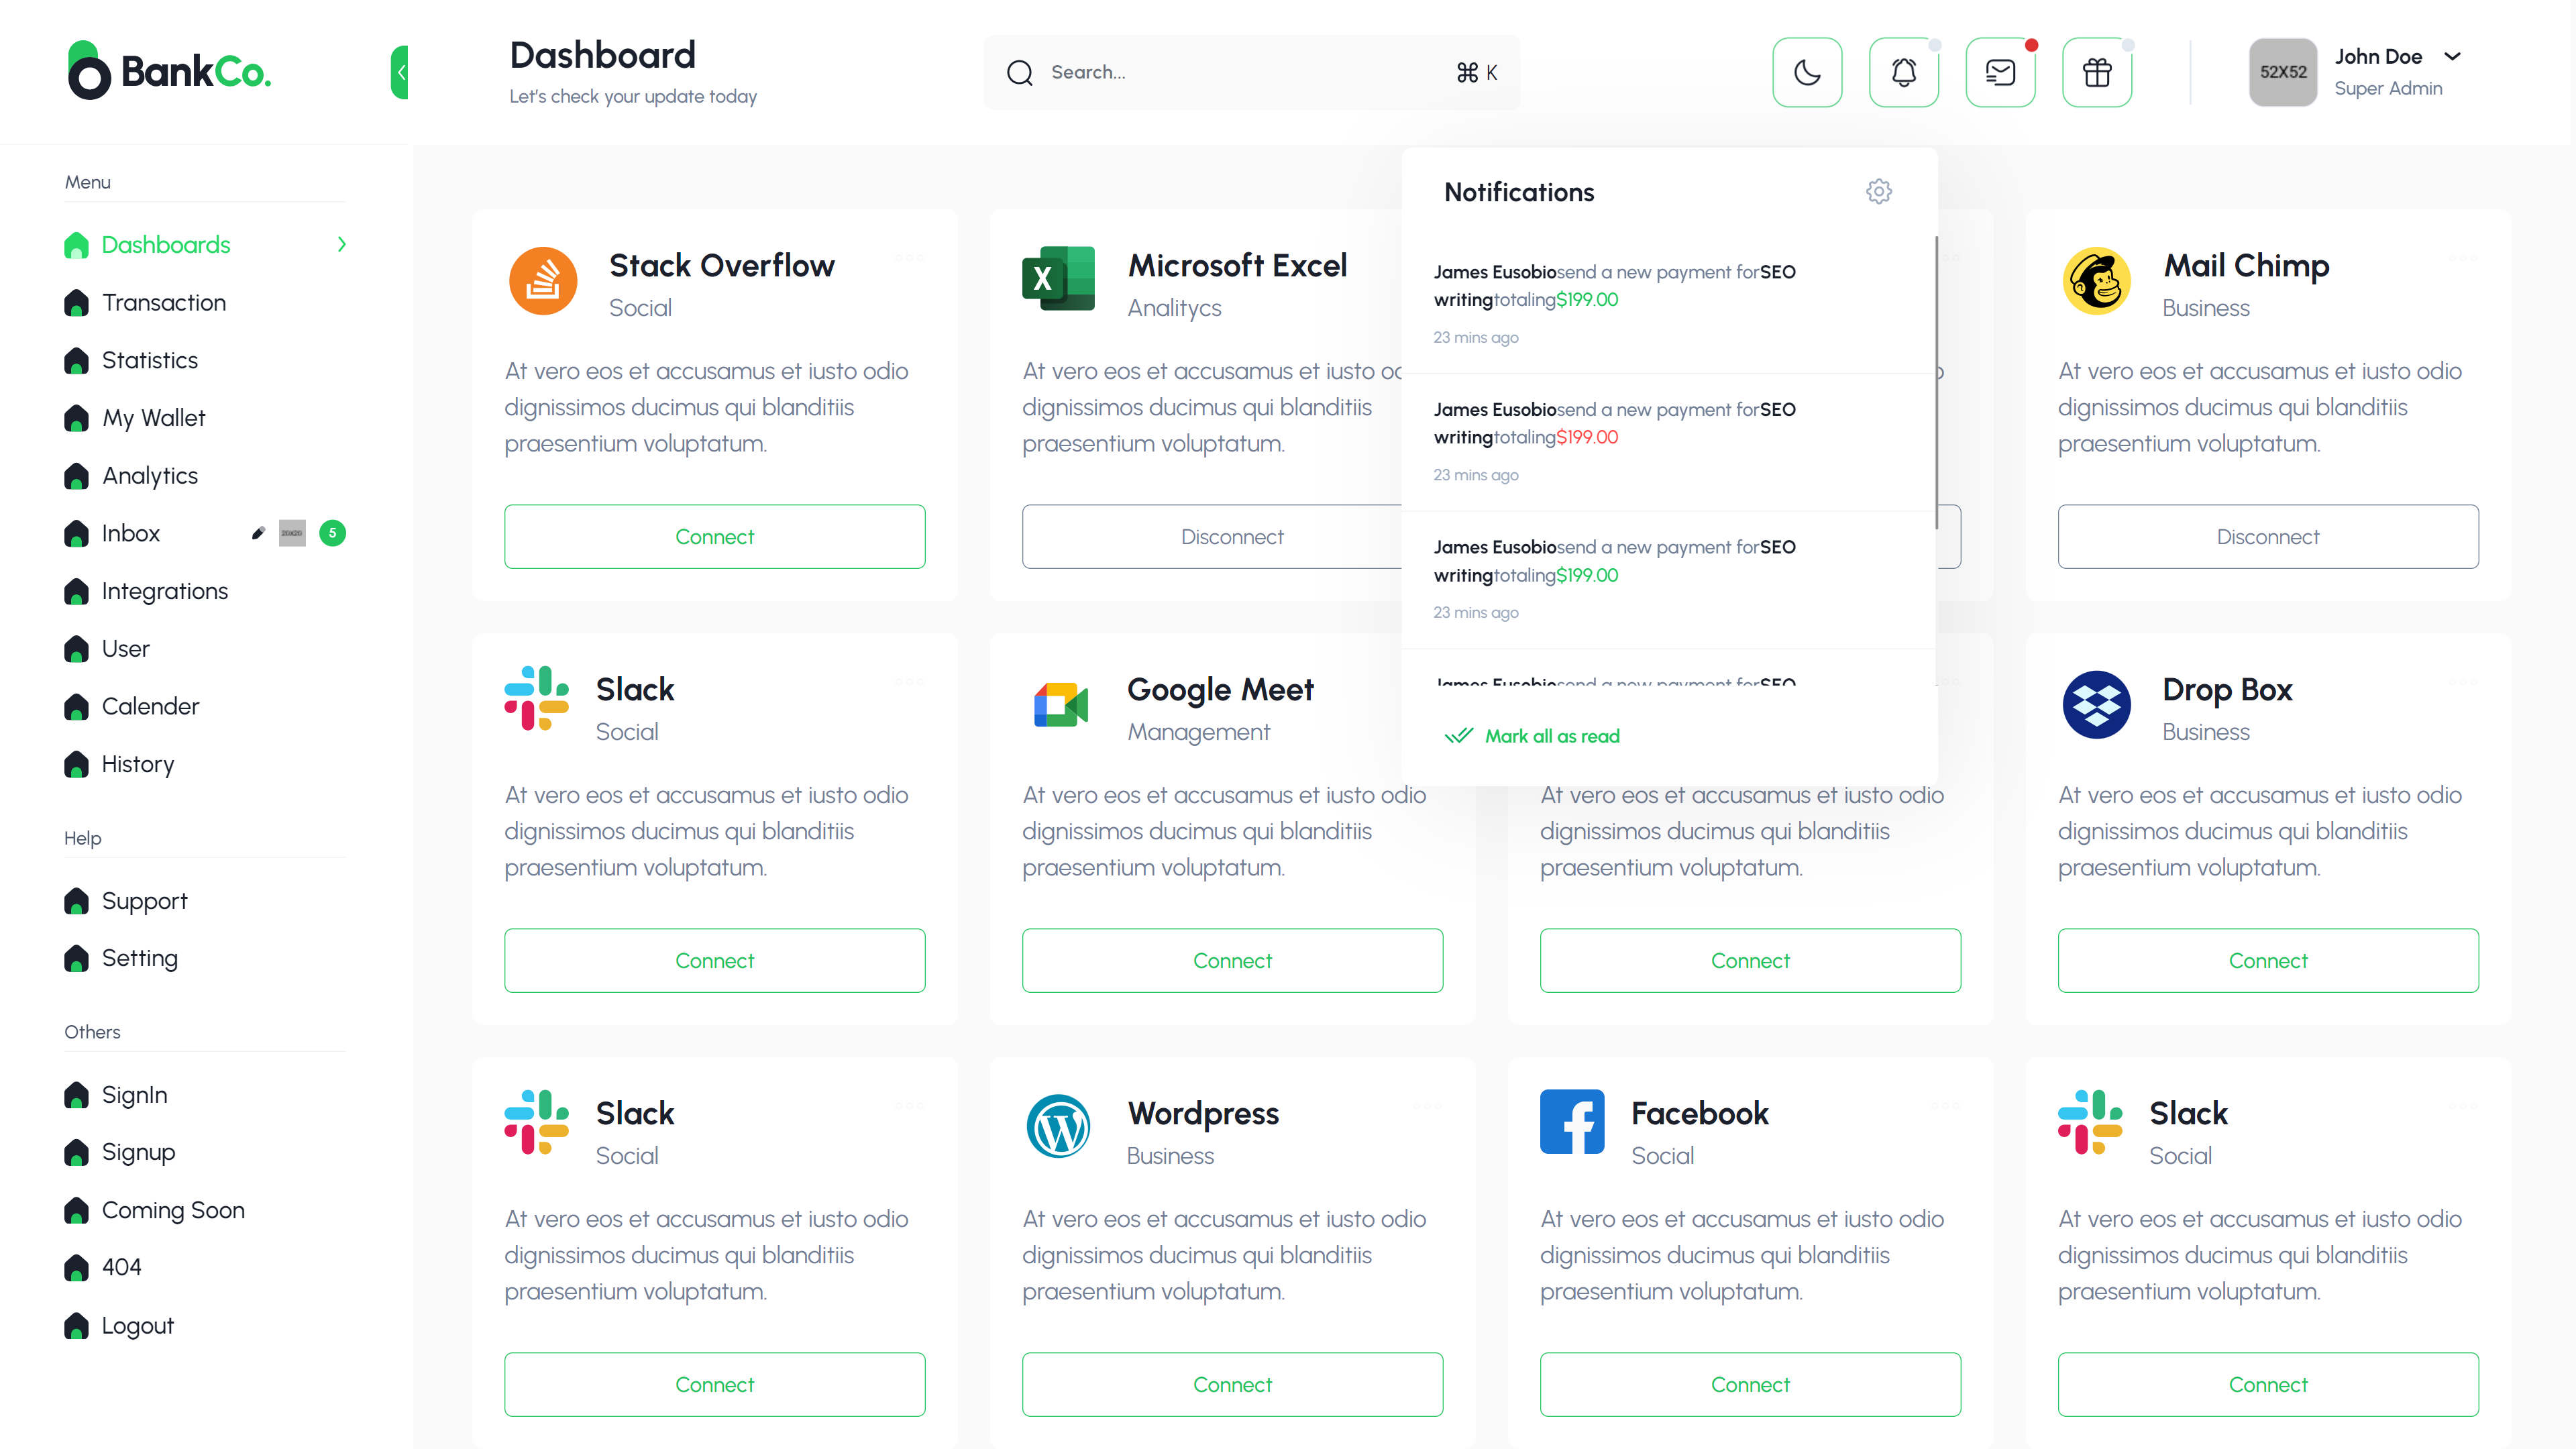 BankCo.
Dashboard
Let's check your update today
Search...
⌘ K
52X52
John Doe
Super Admin
Menu
Dashboards
Transaction
Statistics
My Wallet
Analytics
Inbox
5
Integrations
User
Calender
History
Help
Support
Setting
Others
SignIn
Signup
Coming Soon
404
Logout
Notifications
James Eusobiosend a new payment forSEO
writingtotaling$199.00
23 mins ago
James Eusobiosend a new payment forSEO
writingtotaling$199.00
23 mins ago
James Eusobiosend a new payment forSEO
writingtotaling$199.00
23 mins ago
James Eusobiosend a new payment forSEO
Mark all as read
Stack Overflow
Social
At vero eos et accusamus et iusto odio
dignissimos ducimus qui blanditiis
praesentium voluptatum.
Connect
X
Microsoft Excel
Analitycs
At vero eos et accusamus et iusto
dignissimos ducimus qui blanditiis
praesentium voluptatum.
Disconnect
Mail Chimp
Business
At vero eos et accusamus et iusto odio
dignissimos ducimus qui blanditiis
praesentium voluptatum.
Disconnect
Slack
Social
At vero eos et accusamus et iusto odio
dignissimos ducimus qui blanditiis
praesentium voluptatum.
Connect
Google Meet
Management
At vero eos et accusamus et iusto odio
dignissimos ducimus qui blanditiis
praesentium voluptatum.
Connect
At vero eos et accusamus et iusto odio
dignissimos ducimus qui blanditiis
praesentium voluptatum.
Connect
Drop Box
Business
At vero eos et accusamus et iusto odio
dignissimos ducimus qui blanditiis
praesentium voluptatum.
Connect
Slack
Social
At vero eos et accusamus et iusto odio
dignissimos ducimus qui blanditiis
praesentium voluptatum.
Connect
Wordpress
Business
At vero eos et accusamus et iusto odio
dignissimos ducimus qui blanditiis
praesentium voluptatum.
Connect
Facebook
Social
At vero eos et accusamus et iusto odio
dignissimos ducimus qui blanditiis
praesentium voluptatum.
Connect
Slack
Social
At vero eos et accusamus et iusto odio
dignissimos ducimus qui blanditiis
praesentium voluptatum.
Connect